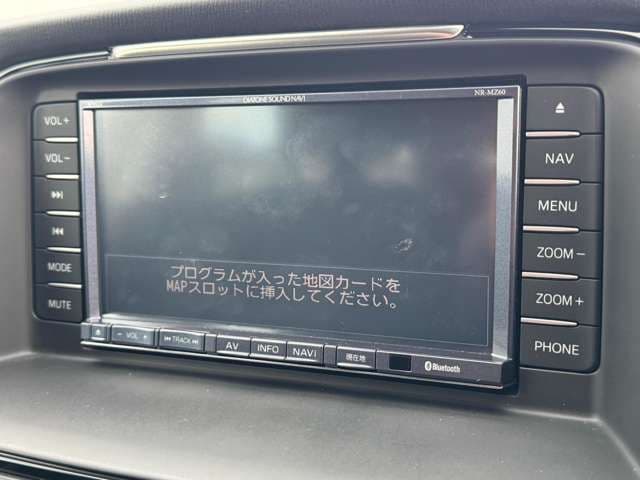 DIATONE SOUND NAVI
NR-MZ60
VOL+
VOL−
MODE
MUTE
プログラムが入った地図カードを
MAPスロットに挿入してください。
NAV
MENU
ZOOM−
ZOOM+
PHONE
− VOL +
TRACK
AV
INFO
NAVI
現在地
Bluetooth